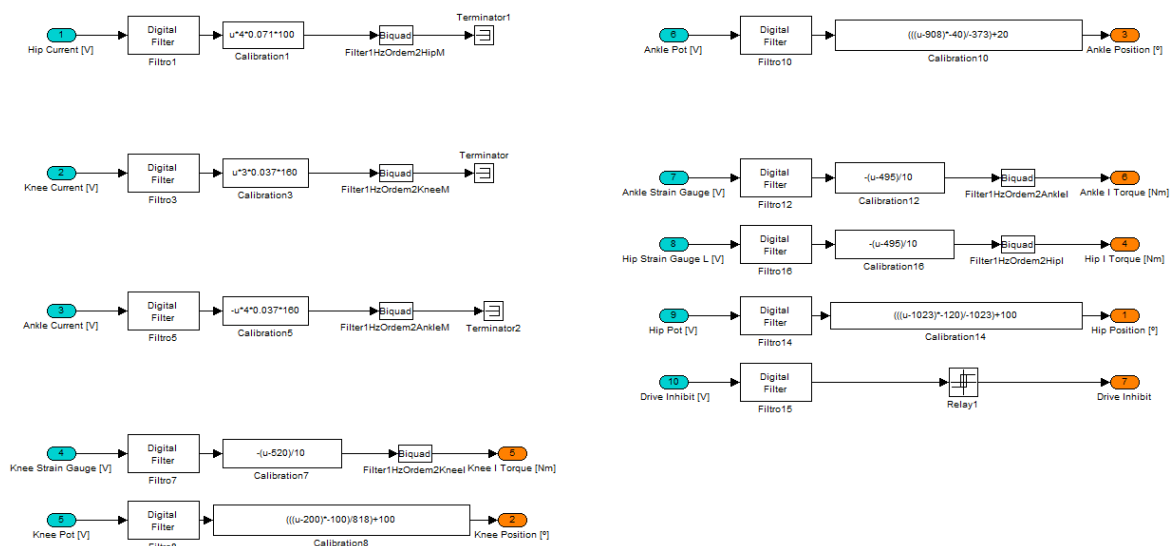 Terminator1
1
Digital
Filter
u*4*0.071*100
Biquad
Hip Current [V]
Filtro1
Calibration1
Filter1HzOrdem2HipM
Terminator
2
Digital
Filter
u*3*0.037*160
Biquad
Knee Current [V]
Filtro3
Calibration3
Filter1HzOrdem2KneeM
3
Digital
Filter
-u*4*0.037*160
Biquad
Ankle Current [V]
Filtro5
Calibration5
Filter1HzOrdem2AnkleM
Terminator2
4
Digital
Filter
-(u-520)/10
Biquad
5
Knee Strain Gauge [V]
Filtro7
Calibration7
Filter1HzOrdem2KneeI
Knee I Torque [Nm]
5
Digital
Filter
(((u-200)*-100)/818)+100
2
Knee Pot [V]
Calibration8
Knee Position [º]
6
Digital
Filter
(((u-908)*-40)/-373)+20
3
Ankle Pot [V]
Filtro10
Calibration10
Ankle Position [º]
7
Digital
Filter
-(u-495)/10
Biquad
6
Ankle Strain Gauge [V]
Filtro12
Calibration12
Filter1HzOrdem2AnkleI
Ankle I Torque [Nm]
8
Digital
Filter
-(u-495)/10
Biquad
4
Hip Strain Gauge L [V]
Filtro16
Calibration16
Filter1HzOrdem2HipI
Hip I Torque [Nm]
9
Digital
Filter
(((u-1023)*-120)/-1023)+100
1
Hip Pot [V]
Filtro14
Calibration14
Hip Position [º]
10
Digital
Filter
7
Drive Inhibit [V]
Filtro15
Relay1
Drive Inhibit